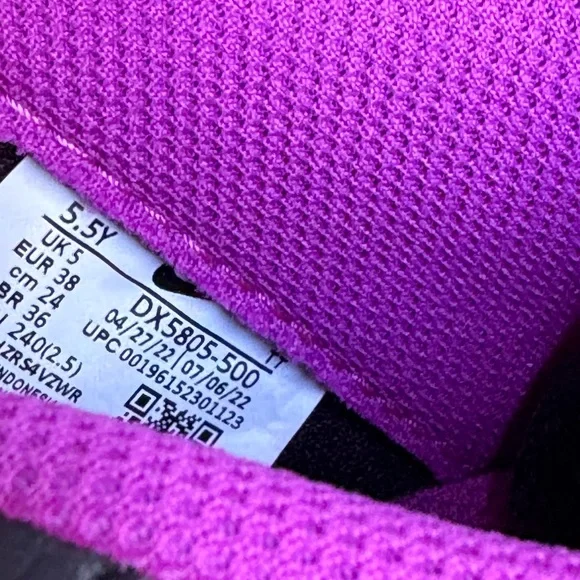 5.5Y
UK 5
EUR 38
cm 24
BR 36
240(2.5)
ZRS4VZWR
DX5805-500
04/27/22 07/06/22
UPC.00196152301123